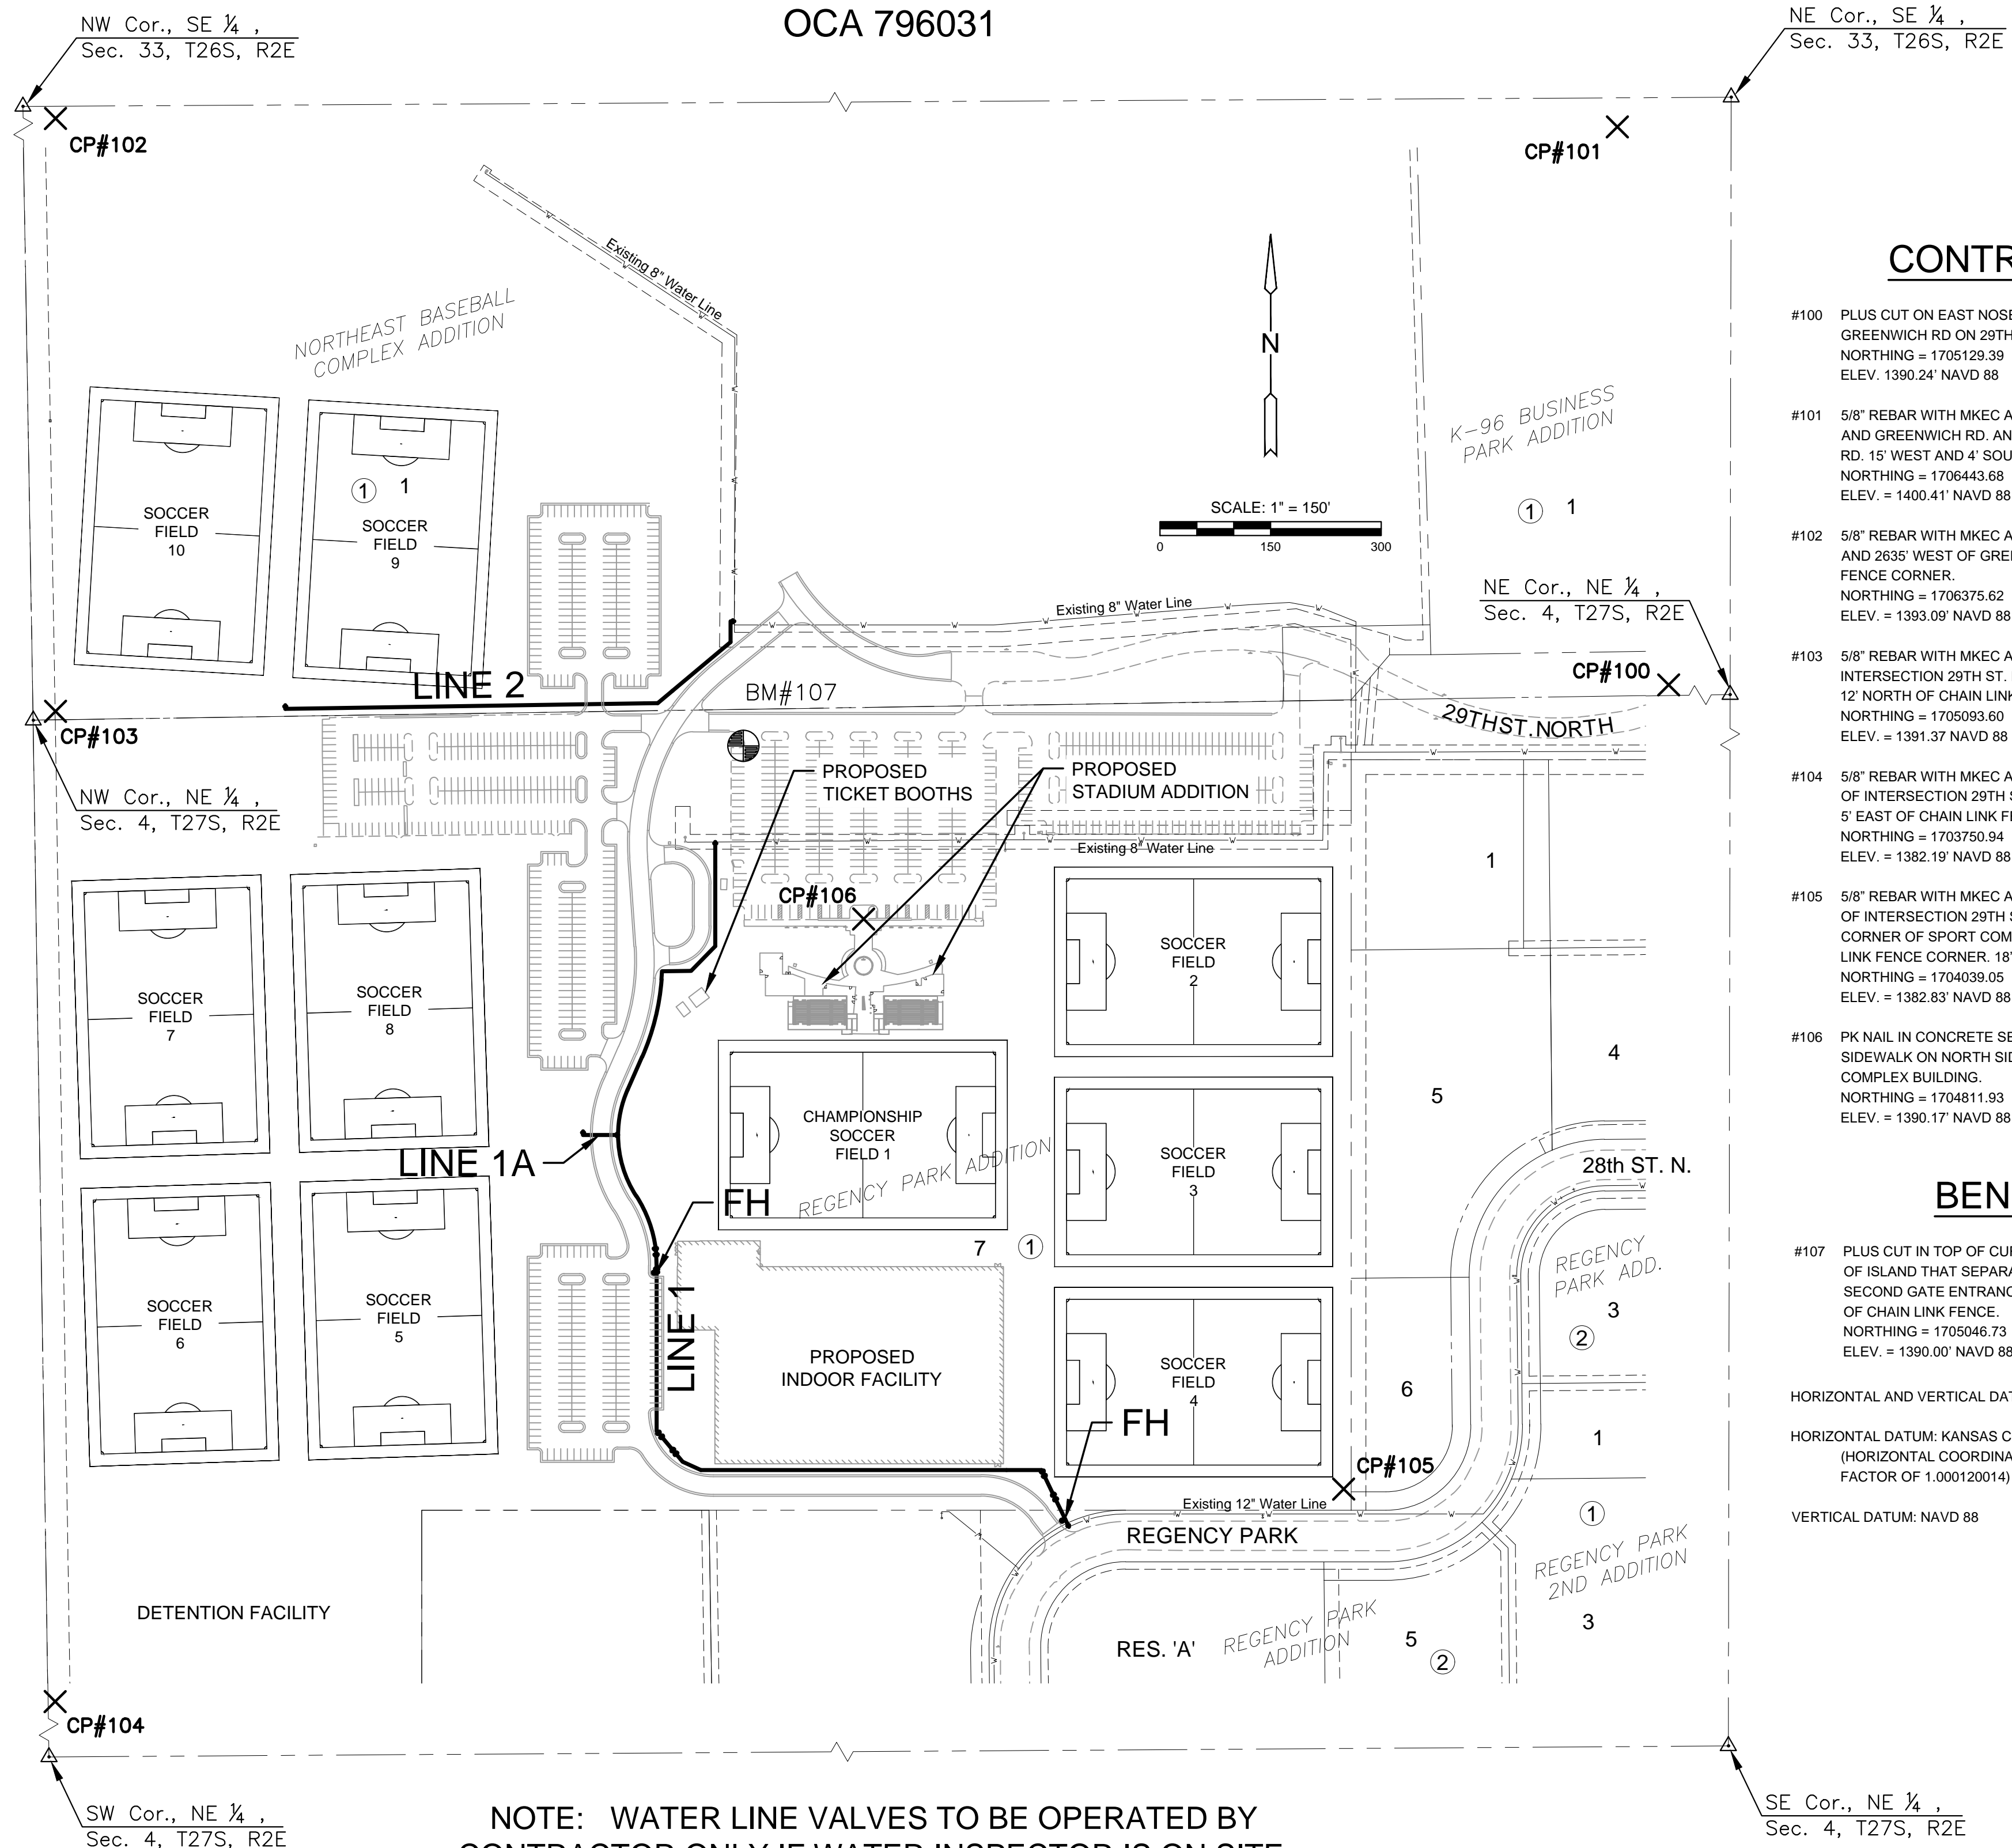 OCA 796031
NW Cor., SE ¼ ,
Sec. 33, T26S, R2E
NE Cor., SE ¼ ,
Sec. 33, T26S, R2E
CP#102
CP#101
Existing 8" Water Line
NORTHEAST BASEBALL
COMPLEX ADDITION
N
SCALE: 1" = 150'
0 150 300
K-96 BUSINESS
PARK ADDITION
① 1
SOCCER
FIELD
10
① 1
SOCCER
FIELD
9
Existing 8" Water Line
NE Cor., NE ¼ ,
Sec. 4, T27S, R2E
LINE 2
BM#107
CP#100
29TH ST. NORTH
CP#103
NW Cor., NE ¼ ,
Sec. 4, T27S, R2E
PROPOSED
TICKET BOOTHS
PROPOSED
STADIUM ADDITION
Existing 8" Water Line
CP#106
1
SOCCER
FIELD
7
SOCCER
FIELD
8
SOCCER
FIELD
2
4
5
CHAMPIONSHIP
SOCCER
FIELD 1
REGENCY PARK ADDITION
SOCCER
FIELD
3
LINE 1A
FH
28th ST. N.
7 ①
REGENCY
PARK ADD.
3
②
SOCCER
FIELD
6
SOCCER
FIELD
5
LINE 1
PROPOSED
INDOOR FACILITY
SOCCER
FIELD
4
6
FH
1
CP#105
Existing 12" Water Line
REGENCY PARK
①
REGENCY PARK
2ND ADDITION
3
DETENTION FACILITY
RES. 'A'
REGENCY PARK
ADDITION
5
②
CP#104
SW Cor., NE ¼ ,
Sec. 4, T27S, R2E
SE Cor., NE ¼ ,
Sec. 4, T27S, R2E
NOTE: WATER LINE VALVES TO BE OPERATED BY
CONTRACTOR ONLY IF WATER INSPECTOR IS ON SITE
CONTR
#100 PLUS CUT ON EAST NOSE
GREENWICH RD ON 29TH
NORTHING = 1705129.39
ELEV. 1390.24' NAVD 88
#101 5/8" REBAR WITH MKEC A
AND GREENWICH RD. AN
RD. 15' WEST AND 4' SOU
NORTHING = 1706443.68
ELEV. = 1400.41' NAVD 88
#102 5/8" REBAR WITH MKEC A
AND 2635' WEST OF GREE
FENCE CORNER.
NORTHING = 1706375.62
ELEV. = 1393.09' NAVD 88
#103 5/8" REBAR WITH MKEC A
INTERSECTION 29TH ST.
12' NORTH OF CHAIN LINK
NORTHING = 1705093.60
ELEV. = 1391.37 NAVD 88
#104 5/8" REBAR WITH MKEC A
OF INTERSECTION 29TH S
5' EAST OF CHAIN LINK FE
NORTHING = 1703750.94
ELEV. = 1382.19' NAVD 88
#105 5/8" REBAR WITH MKEC A
OF INTERSECTION 29TH S
CORNER OF SPORT COM
LINK FENCE CORNER. 18'
NORTHING = 1704039.05
ELEV. = 1382.83' NAVD 88
#106 PK NAIL IN CONCRETE SE
SIDEWALK ON NORTH SID
COMPLEX BUILDING.
NORTHING = 1704811.93
ELEV. = 1390.17' NAVD 88
BEN
#107 PLUS CUT IN TOP OF CUR
OF ISLAND THAT SEPARA
SECOND GATE ENTRANC
OF CHAIN LINK FENCE.
NORTHING = 1705046.73
ELEV. = 1390.00' NAVD 88
HORIZONTAL AND VERTICAL DAT
HORIZONTAL DATUM: KANSAS C
(HORIZONTAL COORDINA
FACTOR OF 1.000120014)
VERTICAL DATUM: NAVD 88